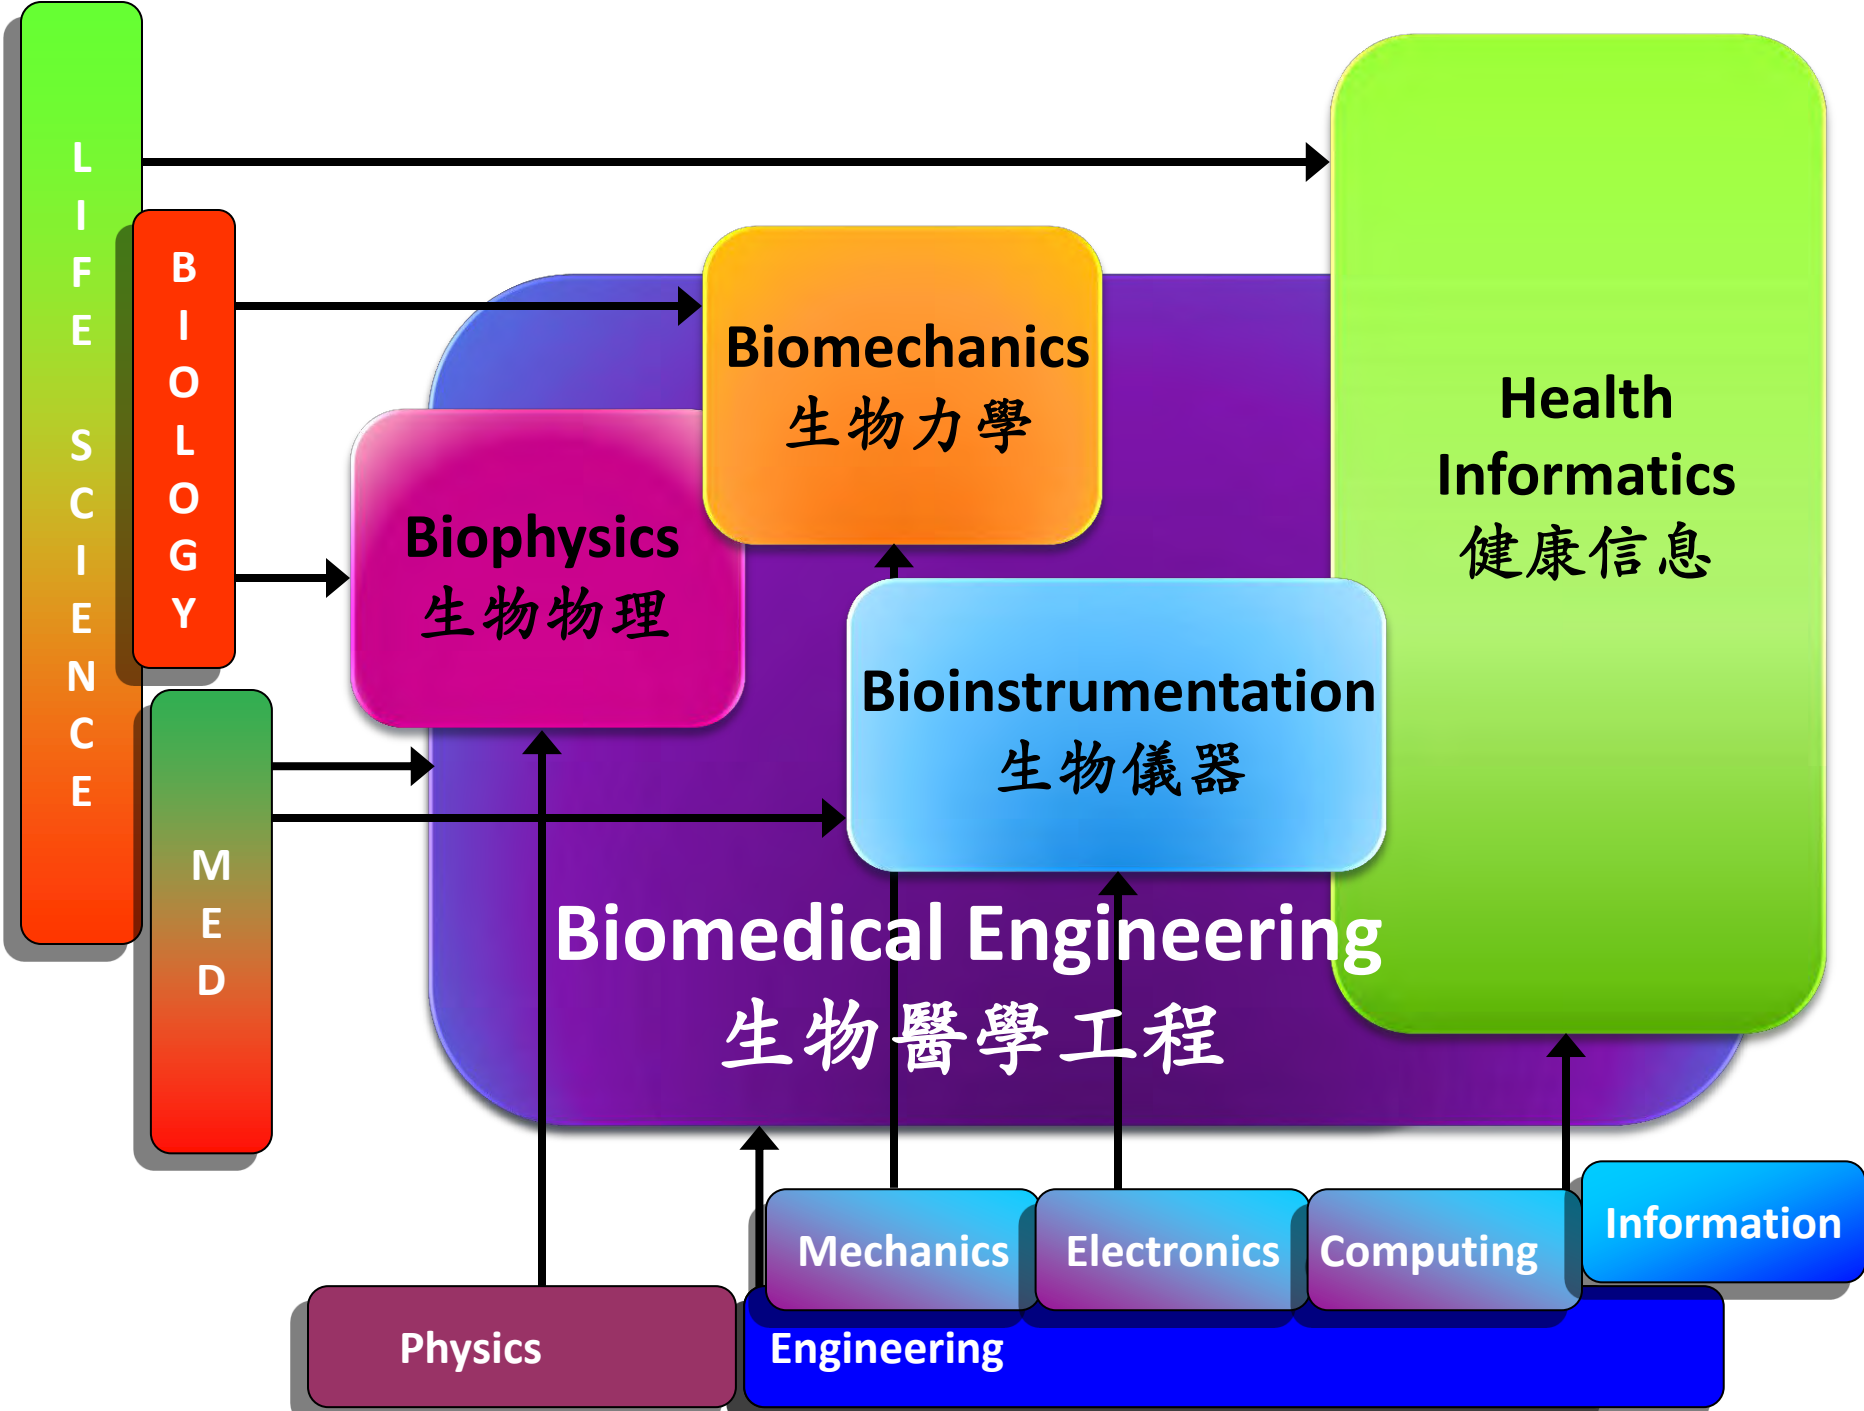 LIFE SCIENCE
BIOLOGY
MED
Biomechanics
生物力學
Biophysics
生物物理
Health
Informatics
健康信息
Bioinstrumentation
生物儀器
Biomedical Engineering
生物醫學工程
Mechanics
Electronics
Computing
Information
Physics
Engineering